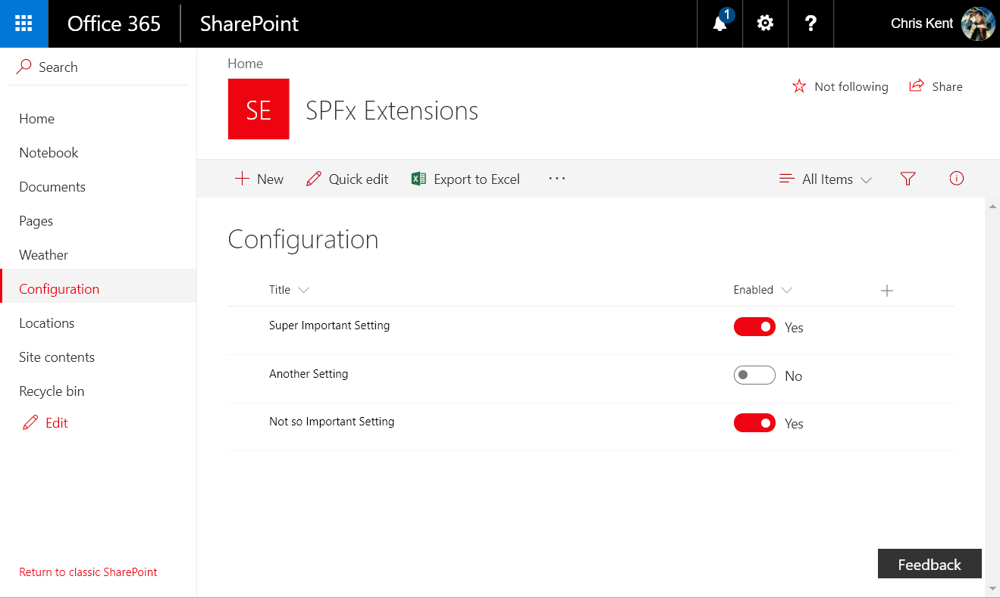 Office 365
SharePoint
1
?
Chris Kent
Search
Home
Notebook
Documents
Pages
Weather
Configuration
Locations
Site contents
Recycle bin
Edit
Return to classic SharePoint
Home
SE
SPFx Extensions
Not following
Share
New
Quick edit
Export to Excel
···
All Items
Configuration
Title Enabled
Super Important Setting Yes
Another Setting No
Not so Important Setting Yes
Feedback